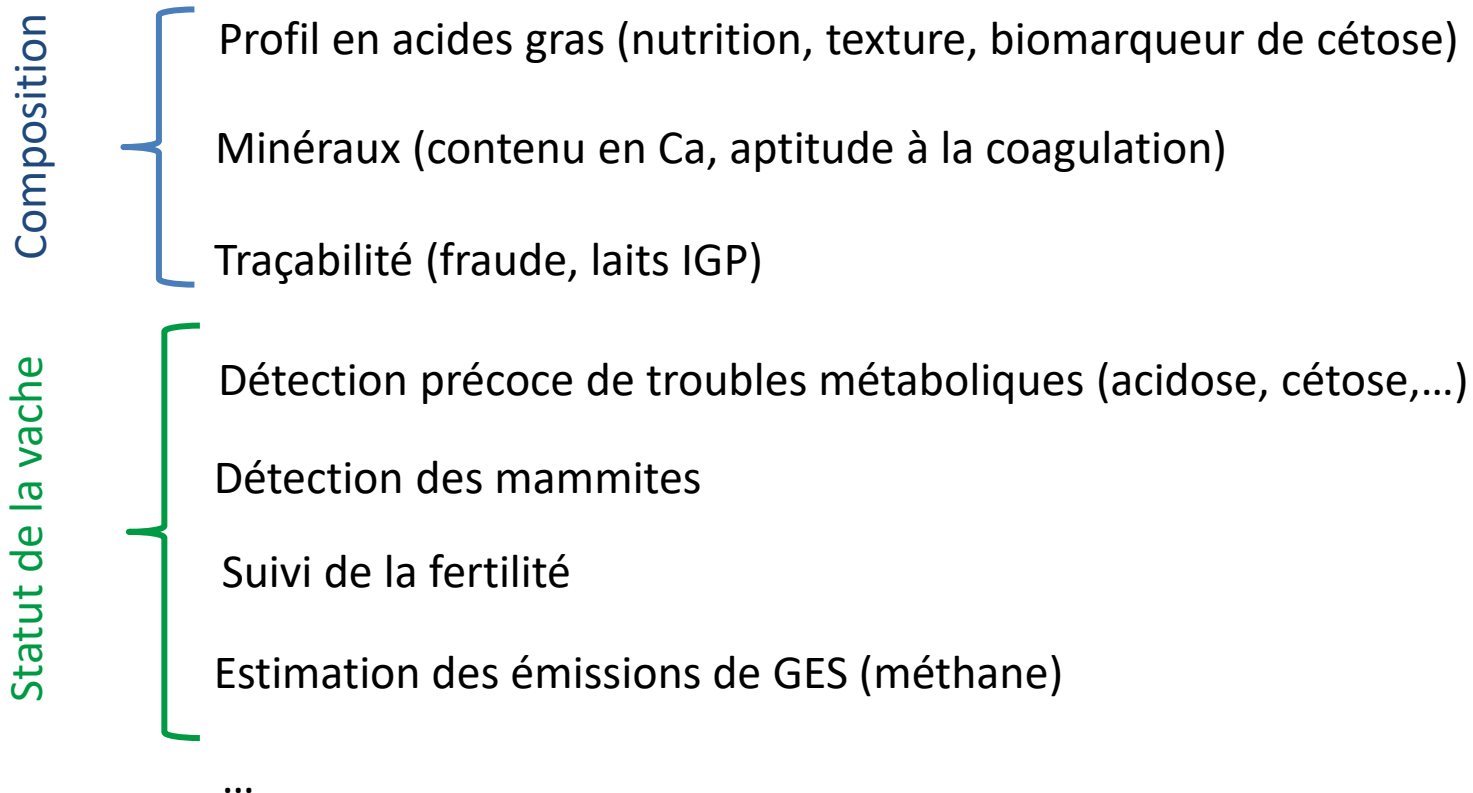 Composition
Profil en acides gras (nutrition, texture, biomarqueur de cétose)
Minéraux (contenu en Ca, aptitude à la coagulation)
Traçabilité (fraude, laits IGP)
Statut de la vache
Détection précoce de troubles métaboliques (acidose, cétose,…)
Détection des mammites
Suivi de la fertilité
Estimation des émissions de GES (méthane)
…